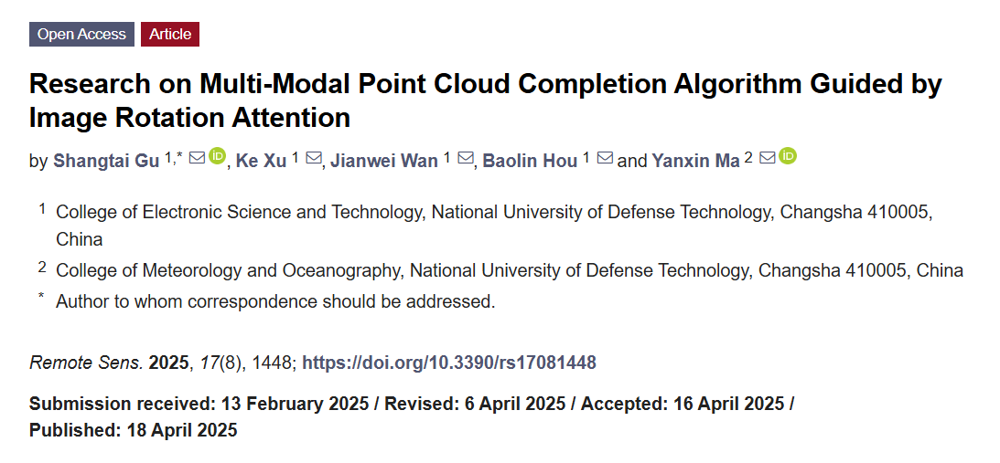 Open Access Article
Research on Multi-Modal Point Cloud Completion Algorithm Guided by
Image Rotation Attention
by Shangtai Gu 1,* iD, Ke Xu 1, Jianwei Wan 1, Baolin Hou 1 and Yanxin Ma 2 iD
1 College of Electronic Science and Technology, National University of Defense Technology, Changsha 410005,
China
2 College of Meteorology and Oceanography, National University of Defense Technology, Changsha 410005, China
* Author to whom correspondence should be addressed.
Remote Sens. 2025, 17(8), 1448; https://doi.org/10.3390/rs17081448
Submission received: 13 February 2025 / Revised: 6 April 2025 / Accepted: 16 April 2025 /
Published: 18 April 2025